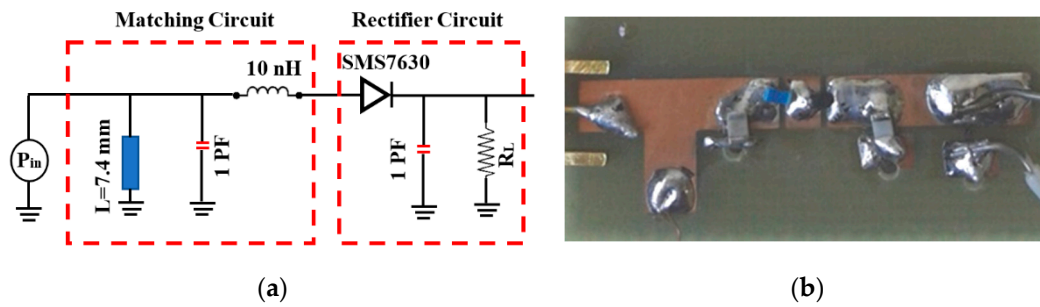 Matching Circuit
Rectifier Circuit
10 nH
SMS7630
Pin
L=7.4 mm
1 PF
1 PF
RL
(a)
(b)